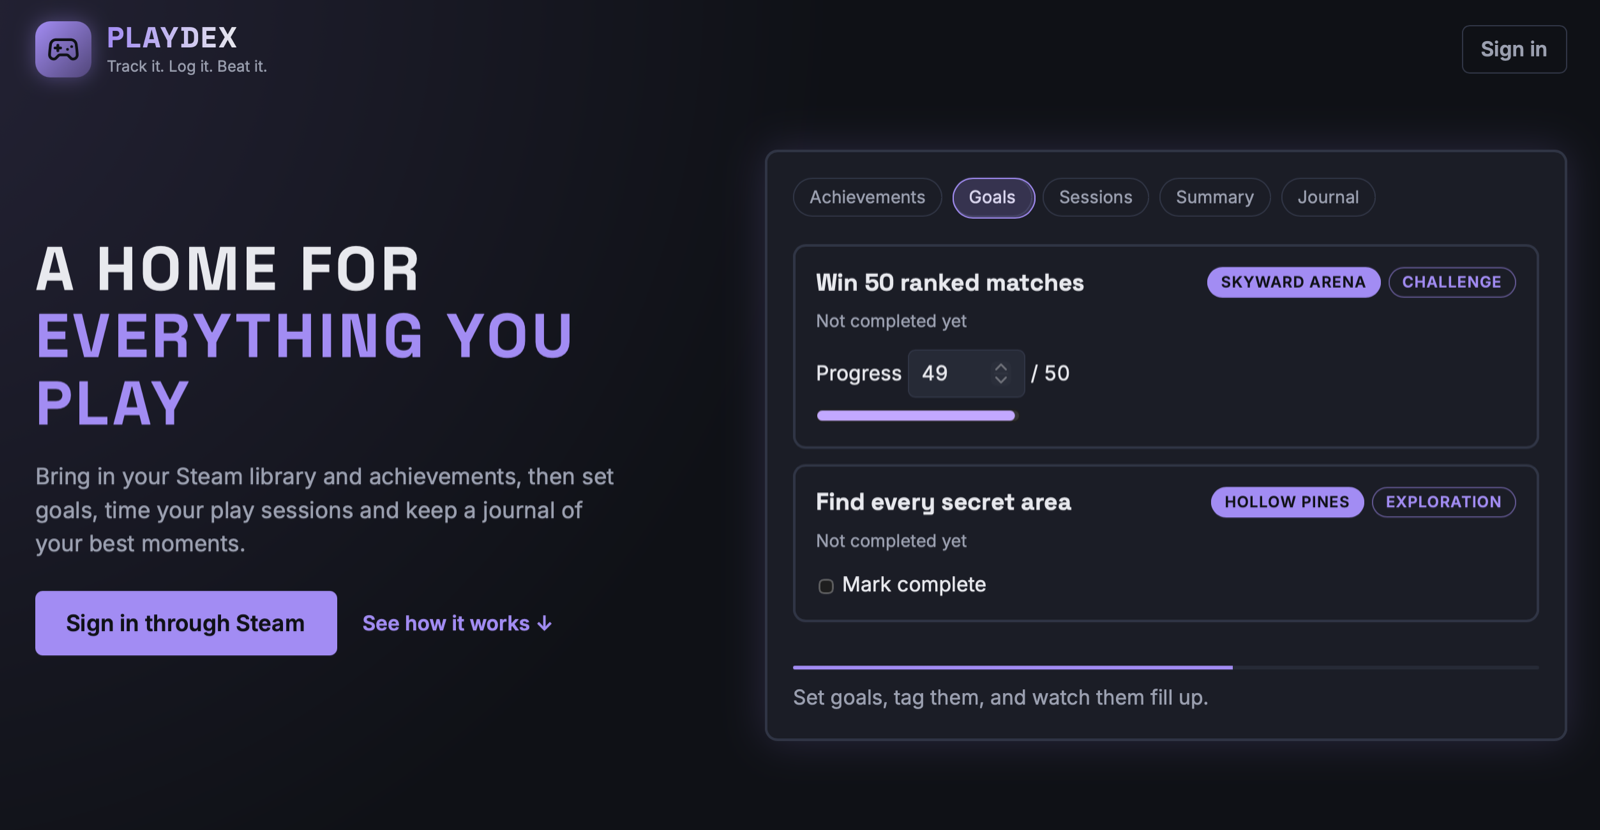 PLAYDEX
Track it. Log it. Beat it.
Sign in
A HOME FOR
EVERYTHING YOU
PLAY
Bring in your Steam library and achievements, then set
goals, time your play sessions and keep a journal of
your best moments.
Sign in through Steam
See how it works ↓
Achievements
Goals
Sessions
Summary
Journal
Win 50 ranked matches
SKYWARD ARENA
CHALLENGE
Not completed yet
Progress 49 / 50
Find every secret area
HOLLOW PINES
EXPLORATION
Not completed yet
Mark complete
Set goals, tag them, and watch them fill up.